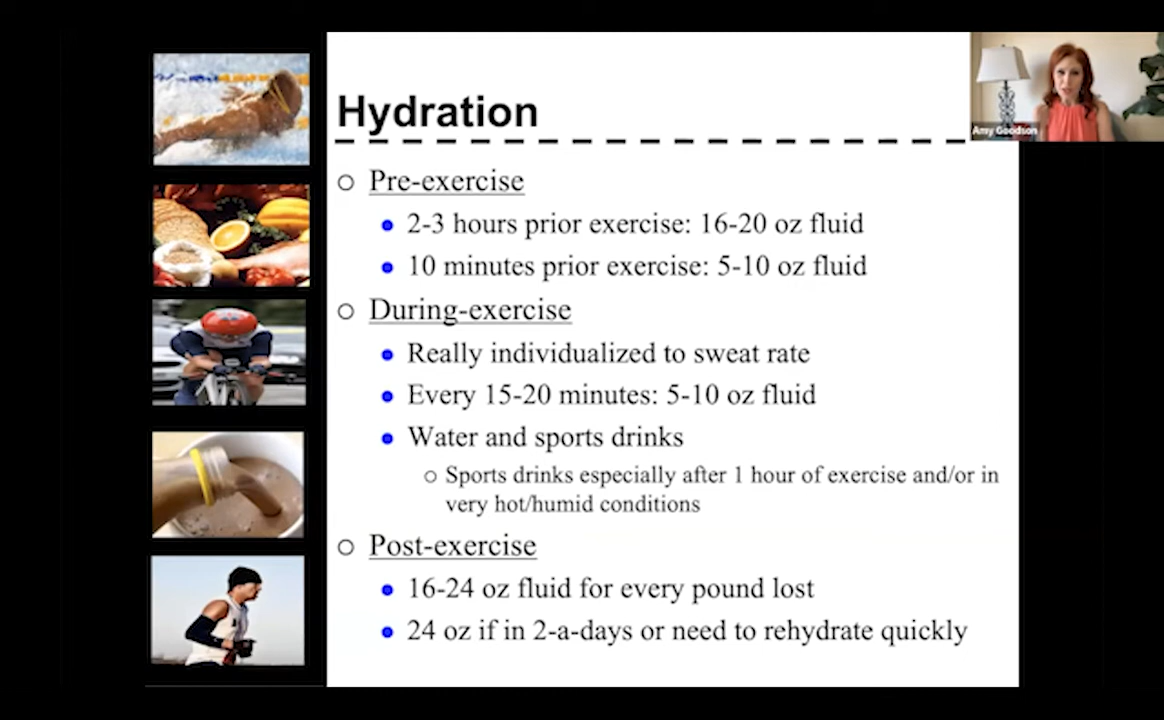 Hydration
Amy Goodson
Pre-exercise
2-3 hours prior exercise: 16-20 oz fluid
10 minutes prior exercise: 5-10 oz fluid
During-exercise
Really individualized to sweat rate
Every 15-20 minutes: 5-10 oz fluid
Water and sports drinks
Sports drinks especially after 1 hour of exercise and/or in
very hot/humid conditions
Post-exercise
16-24 oz fluid for every pound lost
24 oz if in 2-a-days or need to rehydrate quickly